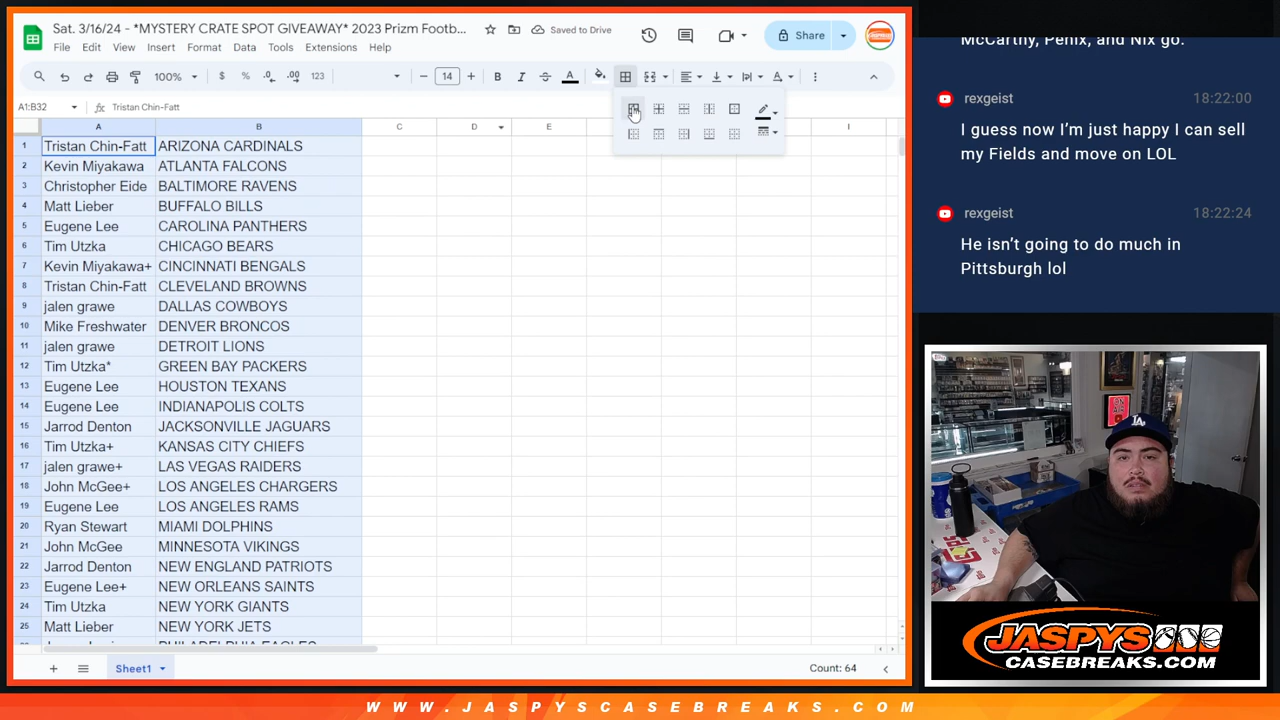 Sat. 3/16/24 - *MYSTERY CRATE SPOT GIVEAWAY* 2023 Prizm Footb...
Saved to Drive
Share
File Edit View Insert Format Data Tools Extensions Help
100% $ % .0 .00 123 14 B I S A
A1:B32 fx Tristan Chin-Fatt
A B C D E I
1 Tristan Chin-Fatt ARIZONA CARDINALS
2 Kevin Miyakawa ATLANTA FALCONS
3 Christopher Eide BALTIMORE RAVENS
4 Matt Lieber BUFFALO BILLS
5 Eugene Lee CAROLINA PANTHERS
6 Tim Utzka CHICAGO BEARS
7 Kevin Miyakawa+ CINCINNATI BENGALS
8 Tristan Chin-Fatt CLEVELAND BROWNS
9 jalen grawe DALLAS COWBOYS
10 Mike Freshwater DENVER BRONCOS
11 jalen grawe DETROIT LIONS
12 Tim Utzka* GREEN BAY PACKERS
13 Eugene Lee HOUSTON TEXANS
14 Eugene Lee INDIANAPOLIS COLTS
15 Jarrod Denton JACKSONVILLE JAGUARS
16 Tim Utzka+ KANSAS CITY CHIEFS
17 jalen grawe+ LAS VEGAS RAIDERS
18 John McGee+ LOS ANGELES CHARGERS
19 Eugene Lee LOS ANGELES RAMS
20 Ryan Stewart MIAMI DOLPHINS
21 John McGee MINNESOTA VIKINGS
22 Jarrod Denton NEW ENGLAND PATRIOTS
23 Eugene Lee+ NEW ORLEANS SAINTS
24 Tim Utzka NEW YORK GIANTS
25 Matt Lieber NEW YORK JETS
PHILADELPHIA EAGLES
Sheet1
Count: 64
McCarthy, Penix, and Nix go.
rexgeist 18:22:00
I guess now I'm just happy I can sell
my Fields and move on LOL
rexgeist 18:22:24
He isn't going to do much in
Pittsburgh lol
LA
JASPYS
CASEBREAKS.COM
WWW.JASPYSCASEBREAKS.COM